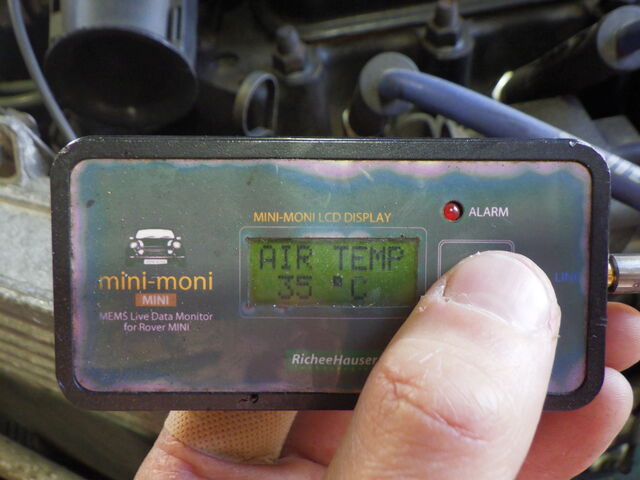 MINI-MONI LCD DISPLAY
ALARM
AIR TEMP
35 °C
mini-moni
MINI
MEMS Live Data Monitor
for Rover MINI
LINE
RicheeHauser